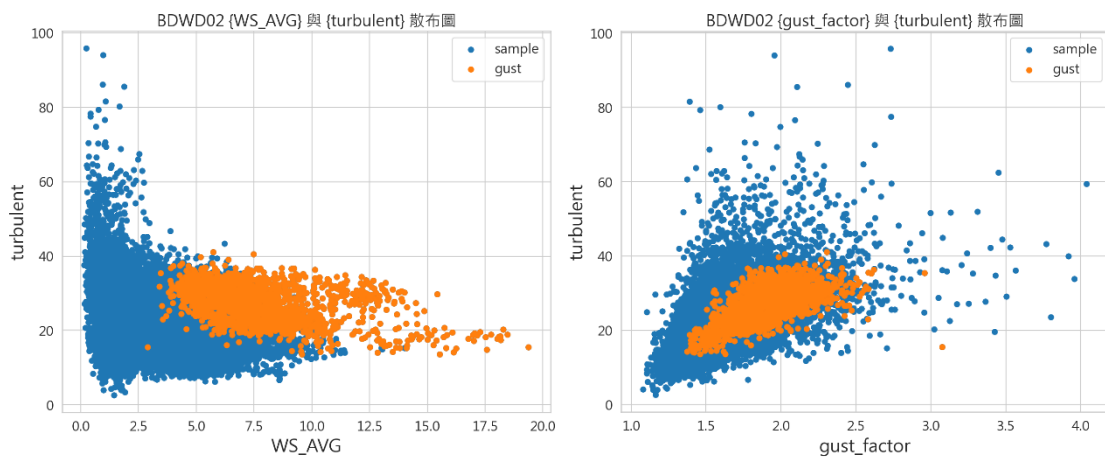 BDWD02 {WS_AVG} 與 {turbulent} 散布圖
100
80
60
40
20
0
turbulent
sample
gust
0.0 2.5 5.0 7.5 10.0 12.5 15.0 17.5 20.0
WS_AVG
BDWD02 {gust_factor} 與 {turbulent} 散布圖
100
80
60
40
20
0
turbulent
sample
gust
1.0 1.5 2.0 2.5 3.0 3.5 4.0
gust_factor